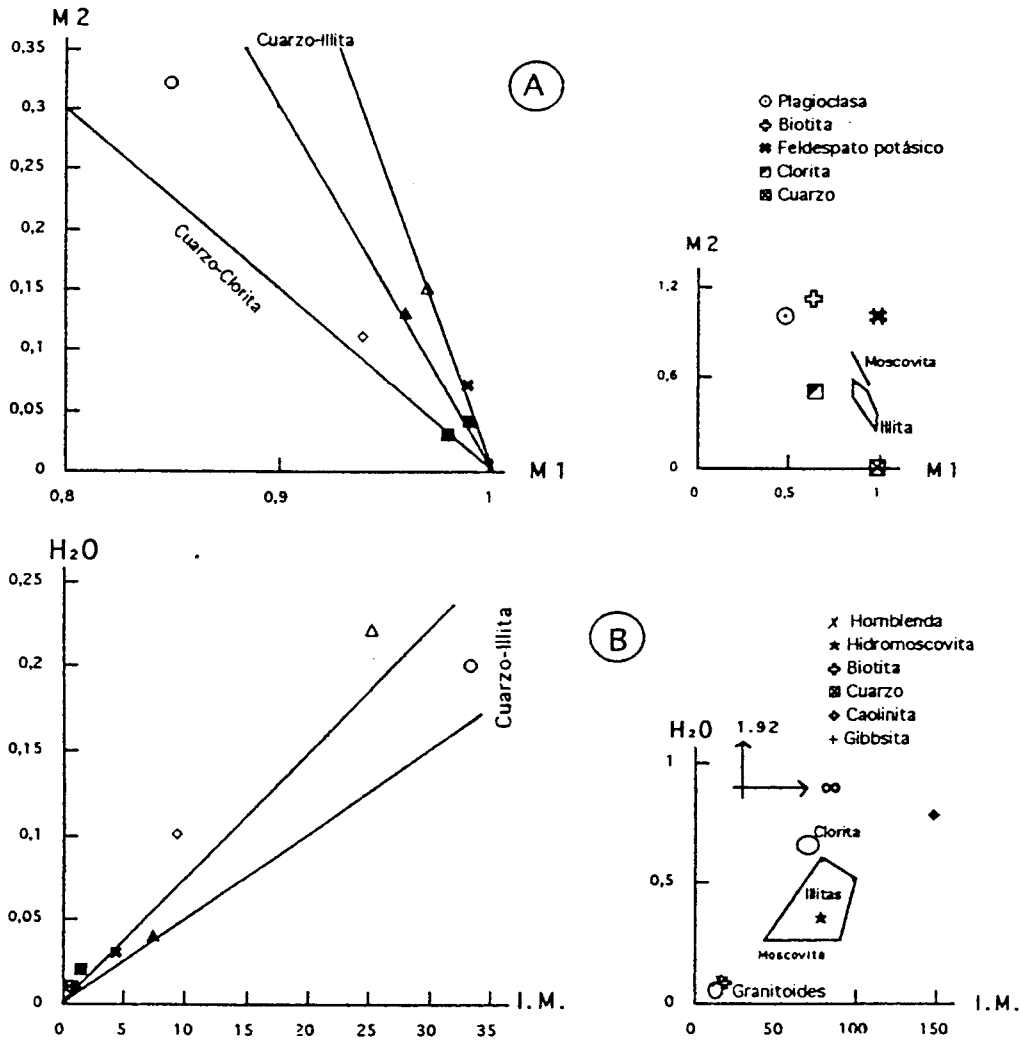 M 2
0,35
0,3
0,25
0,2
0,15
0,1
0,05
0
0,8
0,9
1
M 1
Cuarzo-Illita
Cuarzo-Clorita
A
Plagioclasa
Biotita
Feldespato potásico
Clorita
Cuarzo
M 2
1,2
0,6
0
0
0,5
1
M 1
Moscovita
Illita
H₂O
0,25
0,2
0,15
0,1
0,05
0
0
5
10
15
20
25
30
35
I.M.
Cuarzo-Illita
B
Hornblenda
Hidromoscovita
Biotita
Cuarzo
Caolinita
Gibbsita
H₂O
1.92
1
0,5
0
0
50
100
150
I.M.
∞
Clorita
Illitas
Moscovita
Granitoides